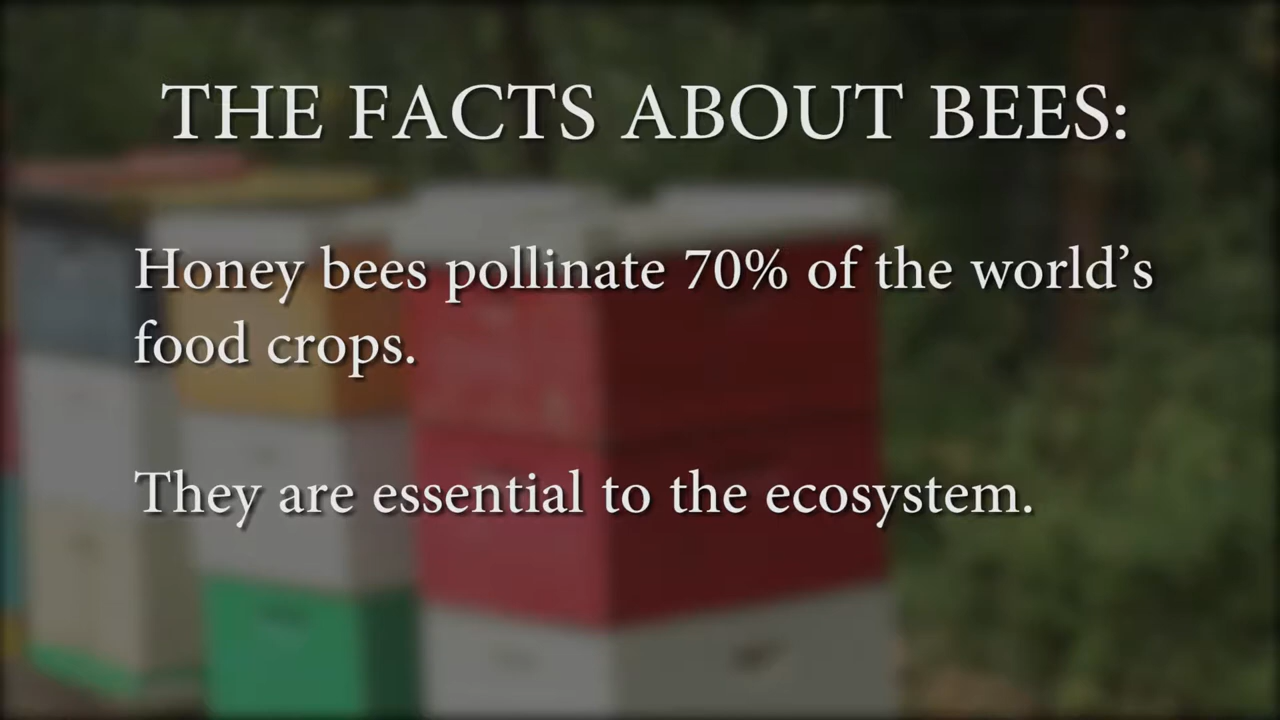 THE FACTS ABOUT BEES:
Honey bees pollinate 70% of the world’s
food crops.
They are essential to the ecosystem.